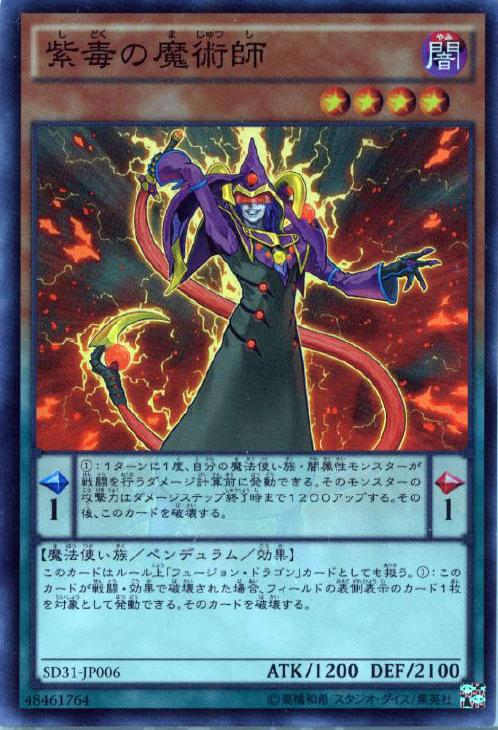 紫毒の魔術師
し どく ま じゅつ し
闇
やみ
①:1ターンに1度、自分の魔法使い族・闇属性モンスターが
戦闘を行うダメージ計算前に発動できる。そのモンスターの
攻撃力はダメージステップ終了時まで1200アップする。その
後、このカードを破壊する。
1
1
【魔法使い族/ペンデュラム/効果】
このカードはルール上「フュージョン・ドラゴン」カードとしても扱う。①:この
カードが戦闘・効果で破壊された場合、フィールドの表側表示のカード1枚
を対象として発動できる。そのカードを破壊する。
SD31-JP006
ATK/1200 DEF/2100
48461764
©高橋和希 スタジオ・ダイス/集英社